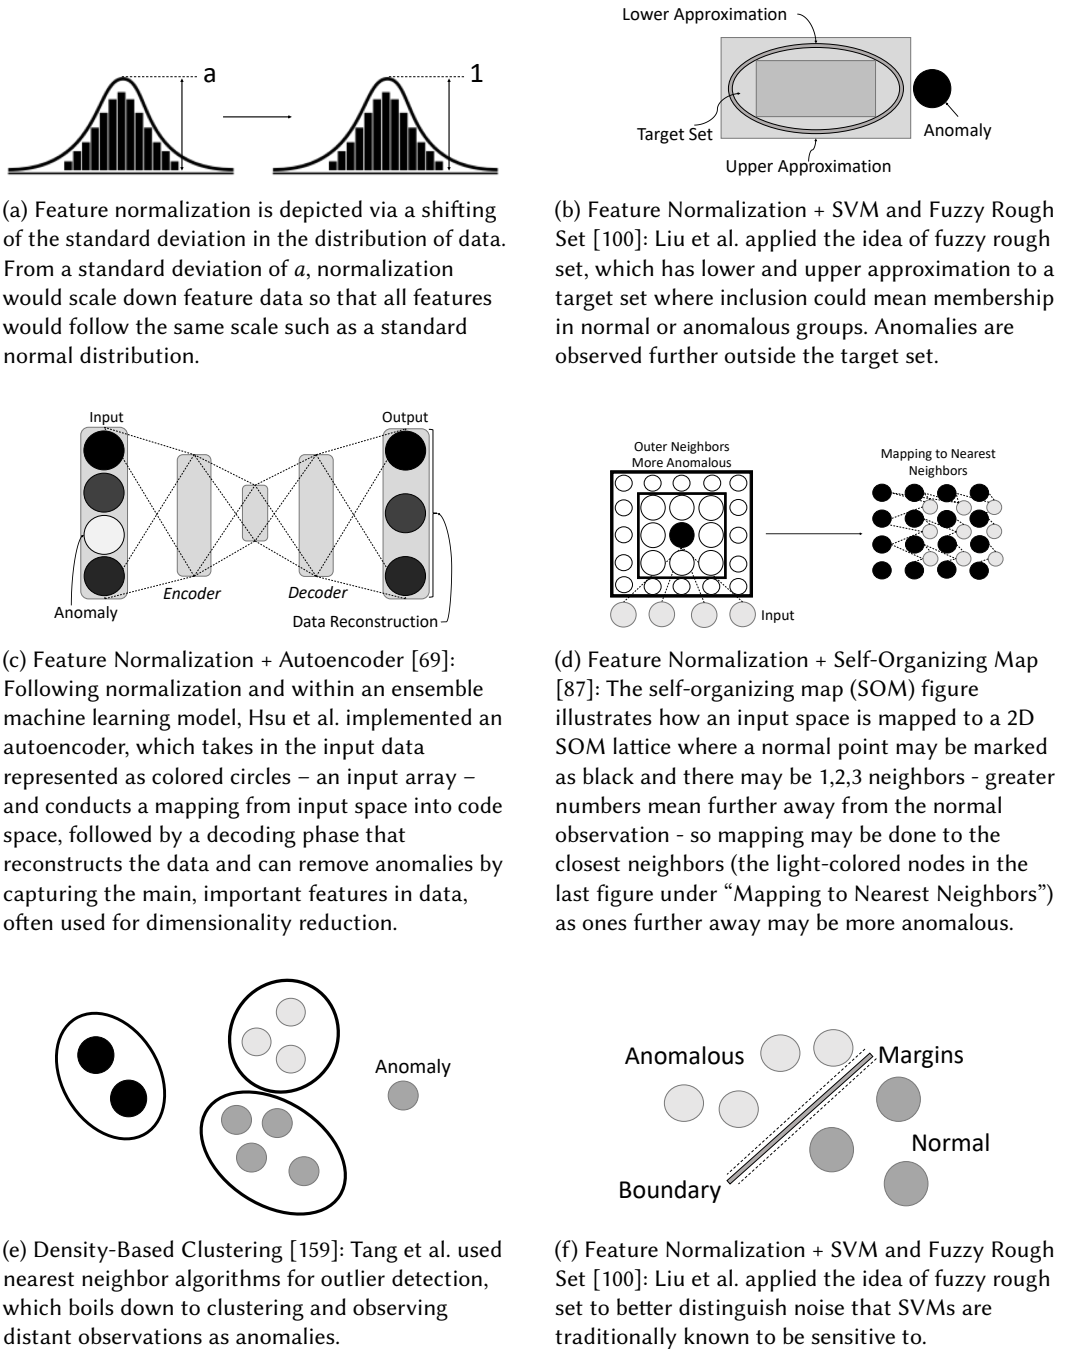 a
1
(a) Feature normalization is depicted via a shifting
of the standard deviation in the distribution of data.
From a standard deviation of a, normalization
would scale down feature data so that all features
would follow the same scale such as a standard
normal distribution.
Lower Approximation
Target Set
Anomaly
Upper Approximation
(b) Feature Normalization + SVM and Fuzzy Rough
Set [100]: Liu et al. applied the idea of fuzzy rough
set, which has lower and upper approximation to a
target set where inclusion could mean membership
in normal or anomalous groups. Anomalies are
observed further outside the target set.
Input
Output
Anomaly
Encoder
Decoder
Data Reconstruction
(c) Feature Normalization + Autoencoder [69]:
Following normalization and within an ensemble
machine learning model, Hsu et al. implemented an
autoencoder, which takes in the input data
represented as colored circles – an input array –
and conducts a mapping from input space into code
space, followed by a decoding phase that
reconstructs the data and can remove anomalies by
capturing the main, important features in data,
often used for dimensionality reduction.
Outer Neighbors
More Anomalous
Mapping to Nearest
Neighbors
Input
(d) Feature Normalization + Self-Organizing Map
[87]: The self-organizing map (SOM) figure
illustrates how an input space is mapped to a 2D
SOM lattice where a normal point may be marked
as black and there may be 1,2,3 neighbors - greater
numbers mean further away from the normal
observation - so mapping may be done to the
closest neighbors (the light-colored nodes in the
last figure under “Mapping to Nearest Neighbors”)
as ones further away may be more anomalous.
Anomaly
(e) Density-Based Clustering [159]: Tang et al. used
nearest neighbor algorithms for outlier detection,
which boils down to clustering and observing
distant observations as anomalies.
Anomalous
Margins
Normal
Boundary
(f) Feature Normalization + SVM and Fuzzy Rough
Set [100]: Liu et al. applied the idea of fuzzy rough
set to better distinguish noise that SVMs are
traditionally known to be sensitive to.